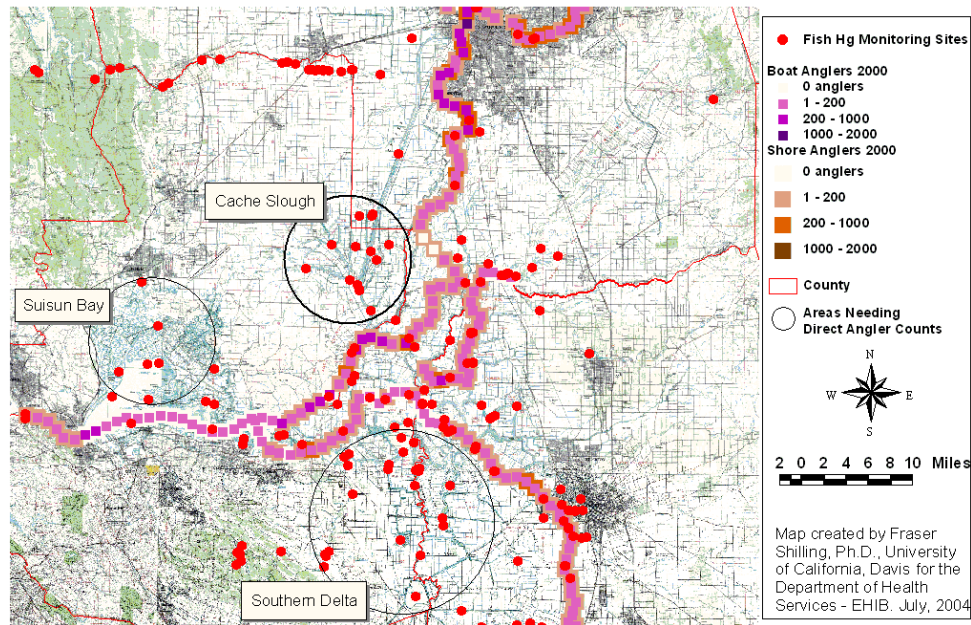 Cache Slough
Suisun Bay
Southern Delta
Fish Hg Monitoring Sites
Boat Anglers 2000
0 anglers
1 - 200
200 - 1000
1000 - 2000
Shore Anglers 2000
0 anglers
1 - 200
200 - 1000
1000 - 2000
County
Areas Needing
Direct Angler Counts
N
W E
S
2 0 2 4 6 8 10 Miles
Map created by Fraser
Shilling, Ph.D., University
of California, Davis for the
Department of Health
Services - EHIB. July, 2004